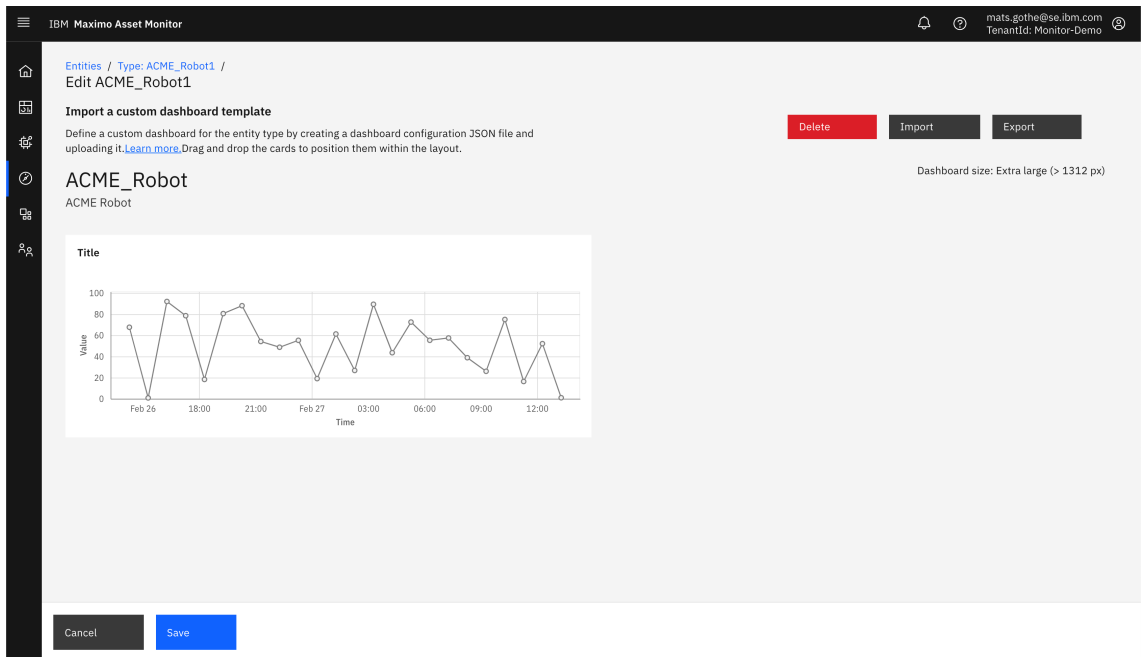 IBM Maximo Asset Monitor
mats.gothe@se.ibm.com
TenantId: Monitor-Demo
Entities / Type: ACME_Robot1 /
Edit ACME_Robot1
Import a custom dashboard template
Define a custom dashboard for the entity type by creating a dashboard configuration JSON file and
uploading it.Learn more.Drag and drop the cards to position them within the layout.
Delete
Import
Export
Dashboard size: Extra large (> 1312 px)
ACME_Robot
ACME Robot
Title
100
80
60
40
20
0
Value
Feb 26 18:00 21:00 Feb 27 03:00 06:00 09:00 12:00
Time
Cancel
Save